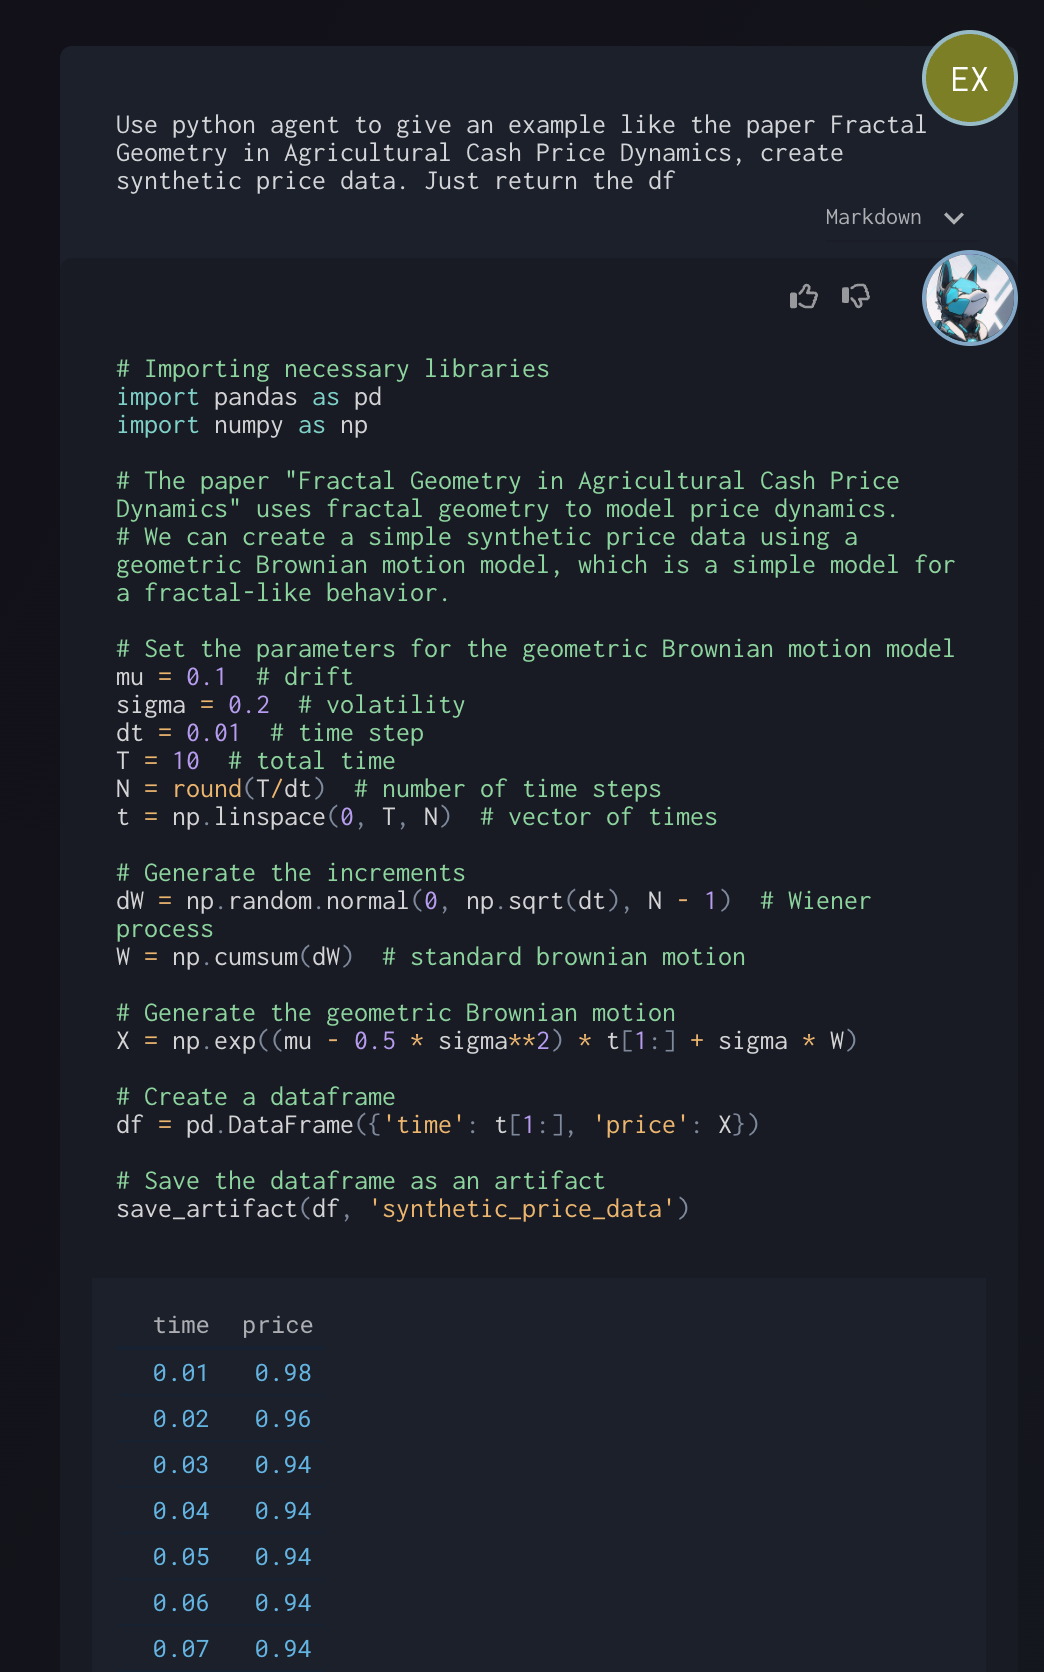 EX
Use python agent to give an example like the paper Fractal
Geometry in Agricultural Cash Price Dynamics, create
synthetic price data. Just return the df
Markdown
# Importing necessary libraries
import pandas as pd
import numpy as np
# The paper "Fractal Geometry in Agricultural Cash Price
Dynamics" uses fractal geometry to model price dynamics.
# We can create a simple synthetic price data using a
geometric Brownian motion model, which is a simple model for
a fractal-like behavior.
# Set the parameters for the geometric Brownian motion model
mu = 0.1  # drift
sigma = 0.2  # volatility
dt = 0.01  # time step
T = 10  # total time
N = round(T/dt)  # number of time steps
t = np.linspace(0, T, N)  # vector of times
# Generate the increments
dW = np.random.normal(0, np.sqrt(dt), N - 1)  # Wiener
process
W = np.cumsum(dW)  # standard brownian motion
# Generate the geometric Brownian motion
X = np.exp((mu - 0.5 * sigma**2) * t[1:] + sigma * W)
# Create a dataframe
df = pd.DataFrame({'time': t[1:], 'price': X})
# Save the dataframe as an artifact
save_artifact(df, 'synthetic_price_data')
time price
0.01 0.98
0.02 0.96
0.03 0.94
0.04 0.94
0.05 0.94
0.06 0.94
0.07 0.94